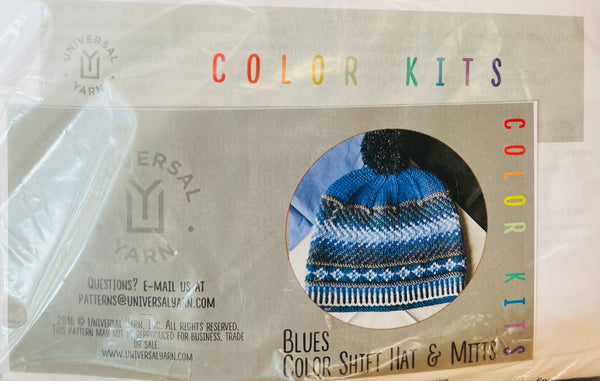 UNIVERSAL
YARN
COLOR KITS
COLOR KITS
UNIVERSAL
YARN
QUESTIONS? E-MAIL US AT
PATTERNS@UNIVERSALYARN.COM
2016 © UNIVERSAL YARN, INC. ALL RIGHTS RESERVED.
THIS PATTERN MAY NOT BE REPRODUCED FOR BUSINESS, TRADE
OR SALE.
WWW.UNIVERSALYARN.COM
BLUES
COLOR SHIFT HAT & MITTS